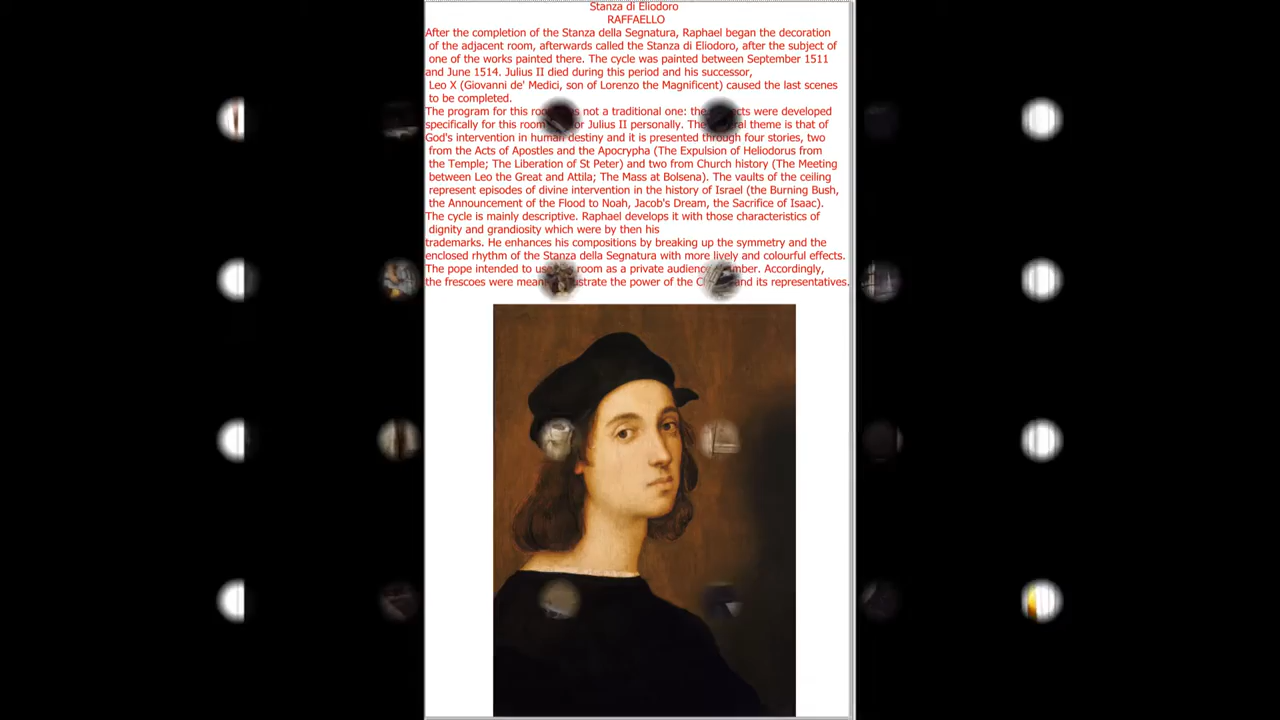 Stanza di Eliodoro
RAFFAELLO
After the completion of the Stanza della Segnatura, Raphael began the decoration
of the adjacent room, afterwards called the Stanza di Eliodoro, after the subject of
one of the works painted there. The cycle was painted between September 1511
and June 1514. Julius II died during this period and his successor,
Leo X (Giovanni de' Medici, son of Lorenzo the Magnificent) caused the last scenes
to be completed.
The program for this not a traditional one: were developed
specifically for this room Julius II personally. The theme is that of
God's intervention in human destiny and it is presented through four stories, two
from the Acts of Apostles and the Apocrypha (The Expulsion of Heliodorus from
the Temple; The Liberation of St Peter) and two from Church history (The Meeting
between Leo the Great and Attila; The Mass at Bolsena). The vaults of the ceiling
represent episodes of divine intervention in the history of Israel (the Burning Bush,
the Announcement of the Flood to Noah, Jacob's Dream, the Sacrifice of Isaac).
The cycle is mainly descriptive. Raphael develops it with those characteristics of
dignity and grandiosity which were by then his
trademarks. He enhances his compositions by breaking up the symmetry and the
enclosed rhythm of the Stanza della Segnatura with more lively and colourful effects.
The pope intended to room as a private audience Accordingly,
the frescoes were the power of the and its representatives.